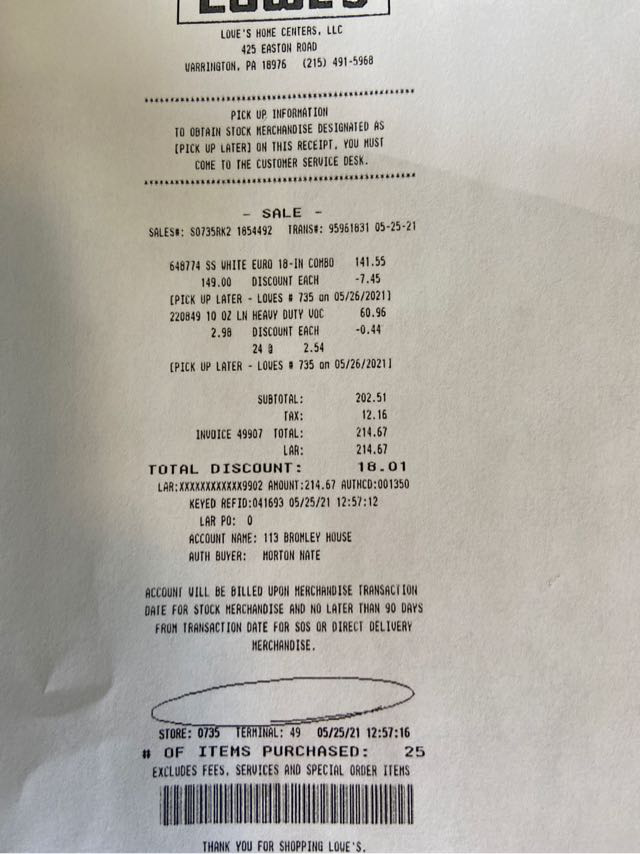 LOWE'S
LOWE'S HOME CENTERS, LLC
425 EASTON ROAD
WARRINGTON, PA 18976 (215) 491-5968
PICK UP INFORMATION
TO OBTAIN STOCK MERCHANDISE DESIGNATED AS
[PICK UP LATER] ON THIS RECEIPT, YOU MUST
COME TO THE CUSTOMER SERVICE DESK.
- SALE -
SALES#: S0735RK2 1854492 TRANS#: 95961831 05-25-21
648774 SS WHITE EURO 18-IN COMBO 141.55
149.00 DISCOUNT EACH -7.45
[PICK UP LATER - LOWES # 735 on 05/26/2021]
220849 10 OZ LN HEAVY DUTY VOC 60.96
2.98 DISCOUNT EACH -0.44
24 @ 2.54
[PICK UP LATER - LOWES # 735 on 05/26/2021]
SUBTOTAL: 202.51
TAX: 12.16
INVOICE 49907 TOTAL: 214.67
LAR: 214.67
TOTAL DISCOUNT: 18.01
LAR:XXXXXXXXXXXX9902 AMOUNT:214.67 AUTHCD:001350
KEYED REFID:041693 05/25/21 12:57:12
LAR PO: 0
ACCOUNT NAME: 113 BROMLEY HOUSE
AUTH BUYER: MORTON NATE
ACCOUNT WILL BE BILLED UPON MERCHANDISE TRANSACTION
DATE FOR STOCK MERCHANDISE AND NO LATER THAN 90 DAYS
FROM TRANSACTION DATE FOR SOS OR DIRECT DELIVERY
MERCHANDISE.
STORE: 0735 TERMINAL: 49 05/25/21 12:57:16
# OF ITEMS PURCHASED: 25
EXCLUDES FEES, SERVICES AND SPECIAL ORDER ITEMS
THANK YOU FOR SHOPPING LOWE'S.